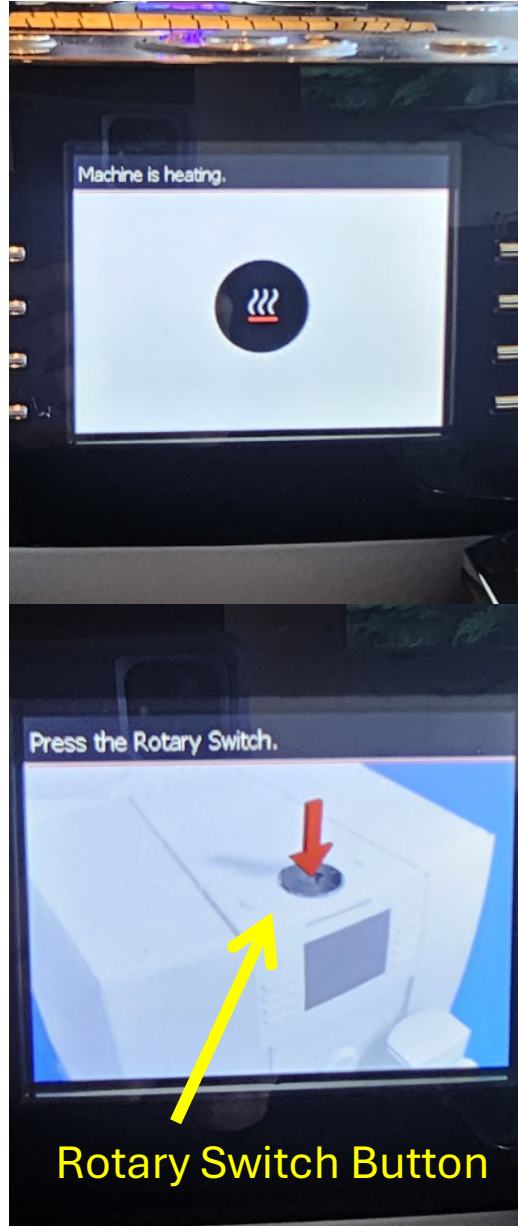 Machine is heating.
Press the Rotary Switch.
Rotary Switch Button